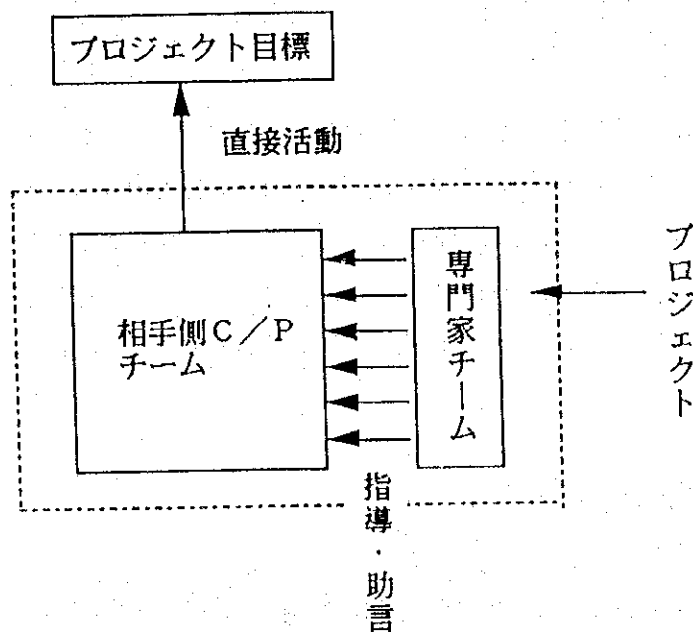 プロジェクト目標
直接活動
相手側C/P
チーム
専門家チーム
プロジェクト
指導・助言